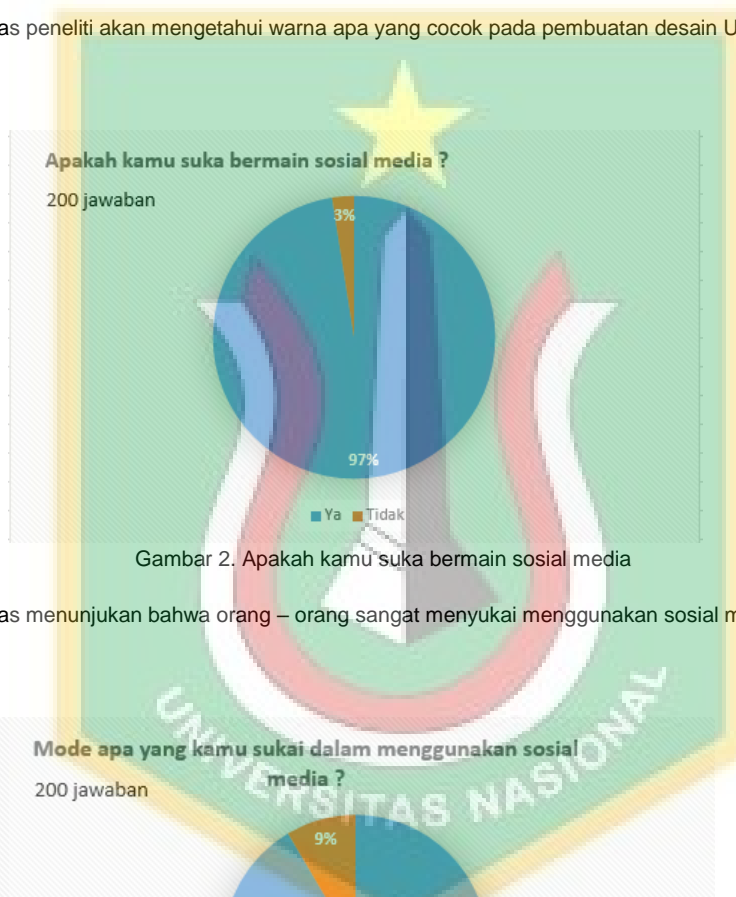 as peneliti akan mengetahui warna apa yang cocok pada pembuatan desain U
Apakah kamu suka bermain sosial media ?
200 jawaban
3%
97%
Ya Tidak
Gambar 2. Apakah kamu suka bermain sosial media
as menunjukan bahwa orang – orang sangat menyukai menggunakan sosial m
Mode apa yang kamu sukai dalam menggunakan sosial
media ?
200 jawaban
9%
UNIVERSITAS NASIONAL